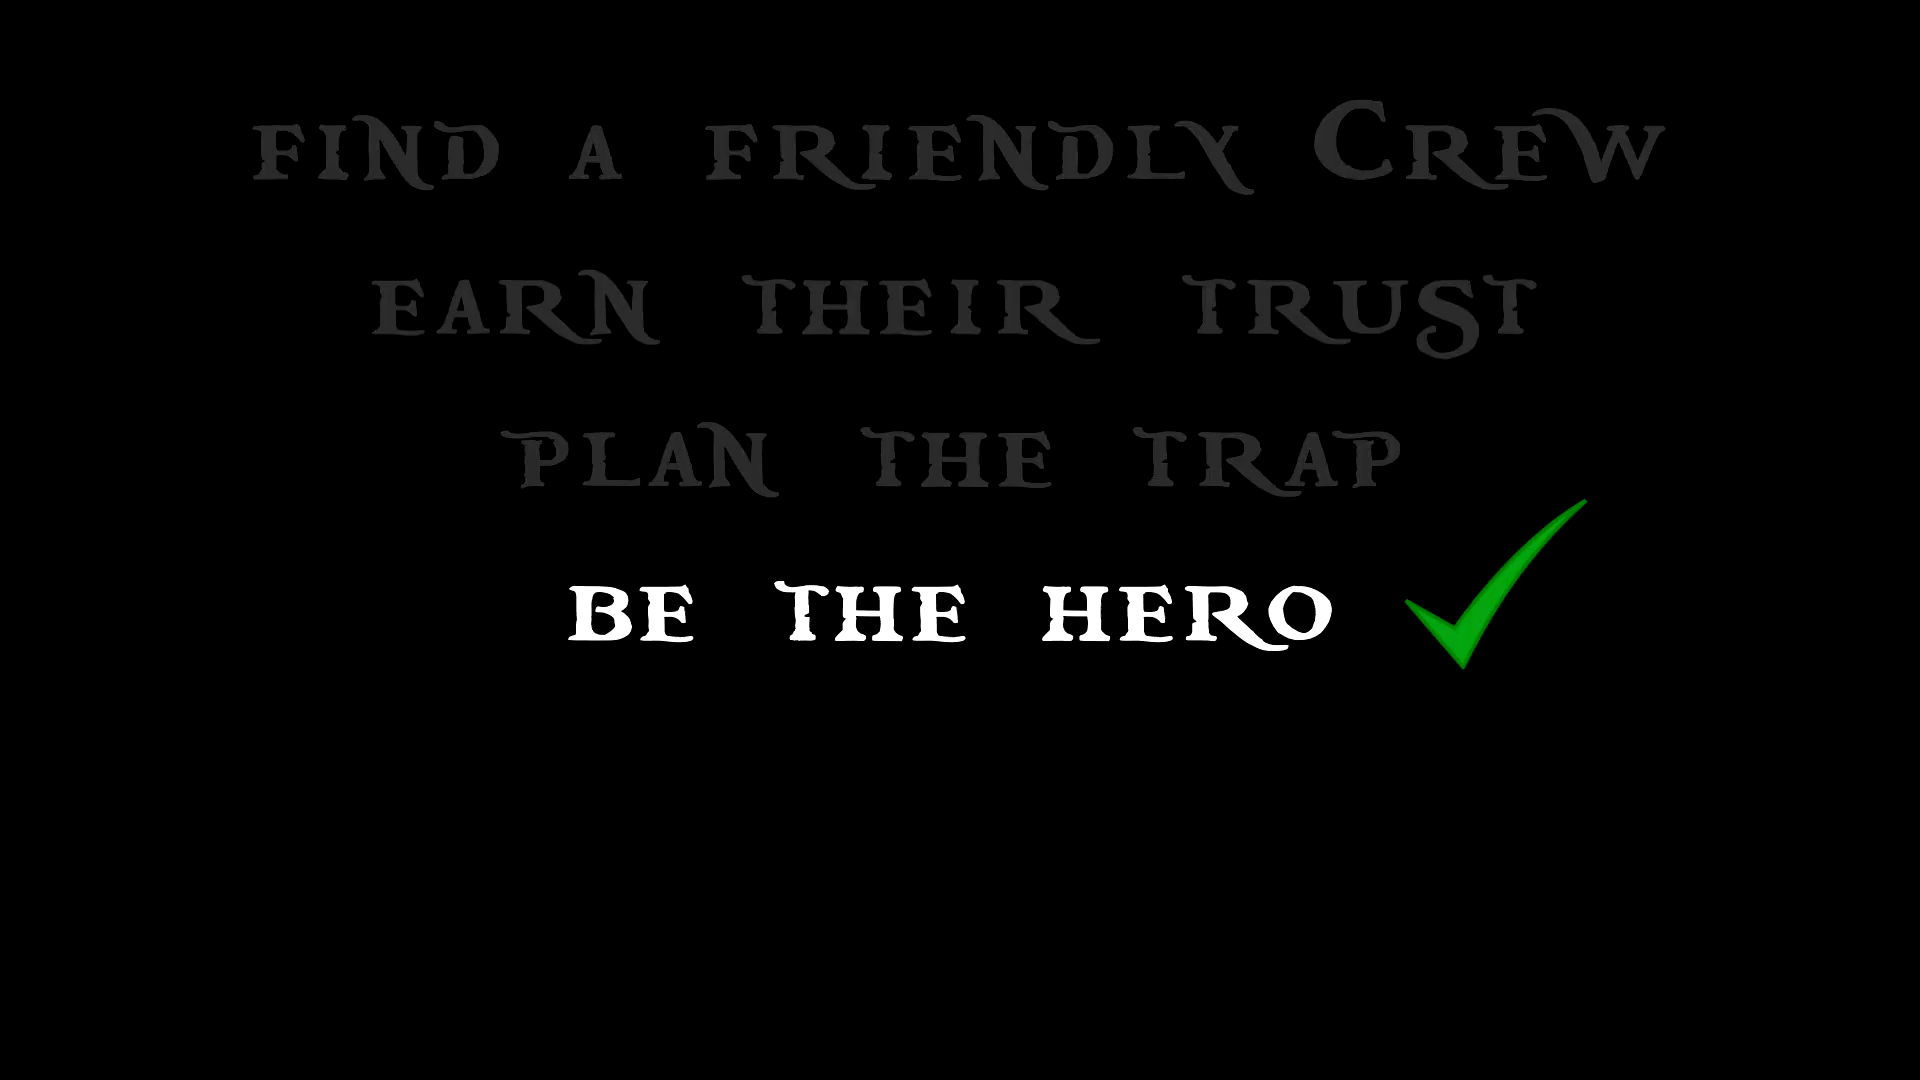 FIND A FRIENDLY CREW
EARN THEIR TRUST
PLAN THE TRAP
BE THE HERO